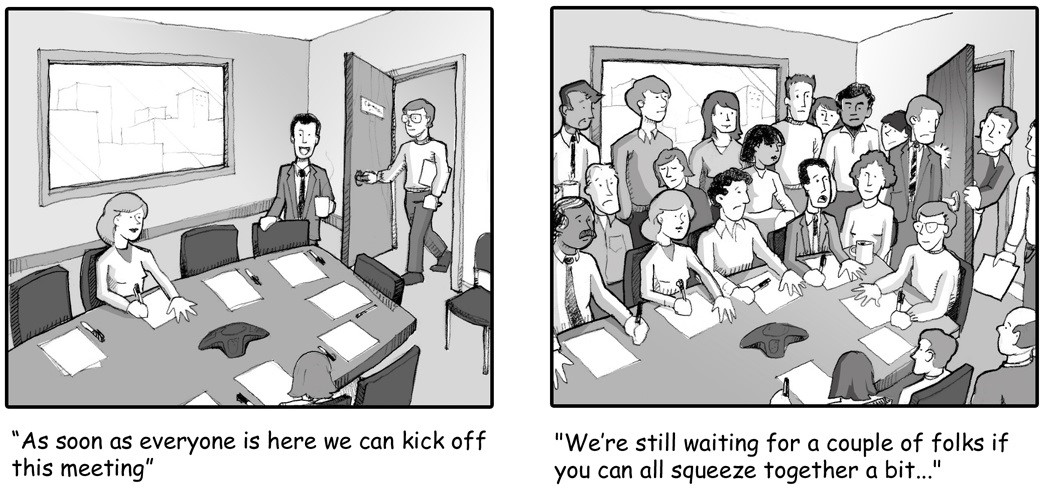 “As soon as everyone is here we can kick off
this meeting”
"We're still waiting for a couple of folks if
you can all squeeze together a bit..."